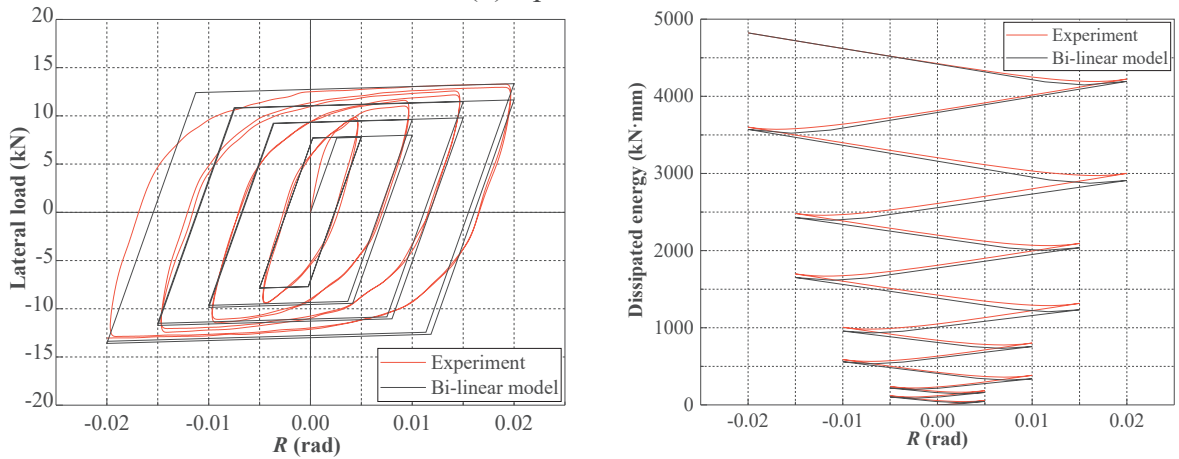 20
15
10
5
0
-5
-10
-15
-20
Lateral load (kN)
-0.02 -0.01 0.00 0.01 0.02
R (rad)
Experiment
Bi-linear model
5000
4000
3000
2000
1000
0
Dissipated energy (kN·mm)
-0.02 -0.01 0.00 0.01 0.02
R (rad)
Experiment
Bi-linear model